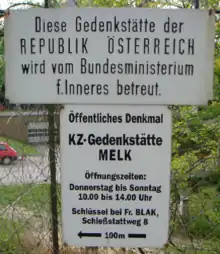 Diese Gedenkstätte der
REPUBLIK ÖSTERREICH
wird vom Bundesministerium
f.Inneres betreut.
Öffentliches Denkmal
KZ-Gedenkstätte
MELK
Öffnungszeiten:
Donnerstag bis Sonntag
10.00 bis 14.00 Uhr
Schlüssel bei Fr. BLAK,
Schießstattweg 8
100m